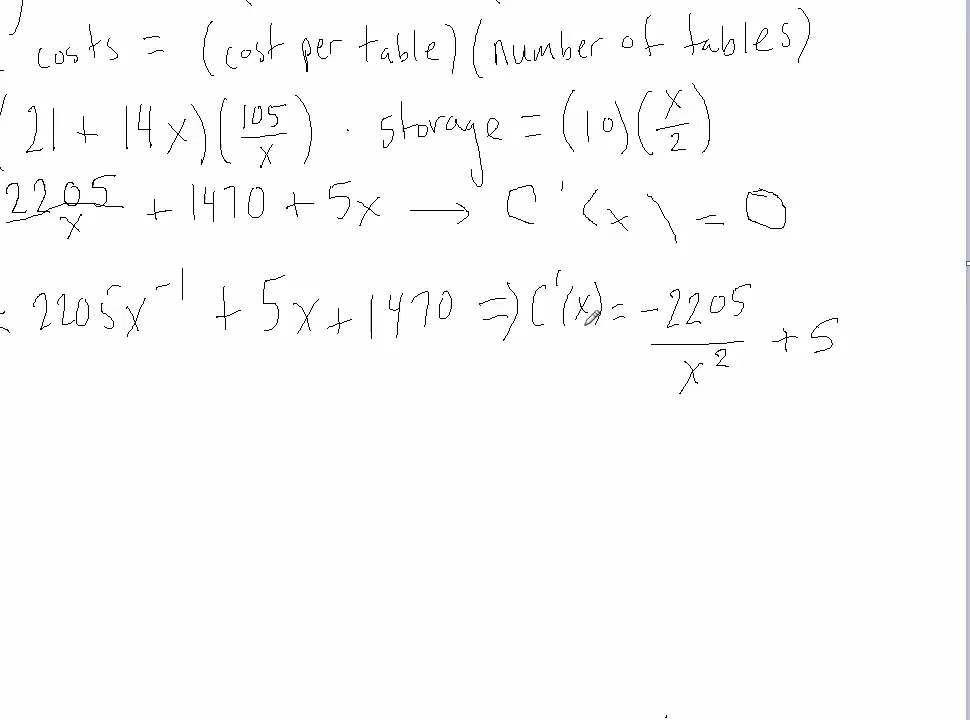 costs = (cost per table)(number of tables)
(21 + 14x)(105/x) . storage = (10)(x/2)
2205/x + 1470 + 5x → C'(x) = 0
= 2205x⁻¹ + 5x + 1470 ⇒ C'(x) = -2205/x² + 5